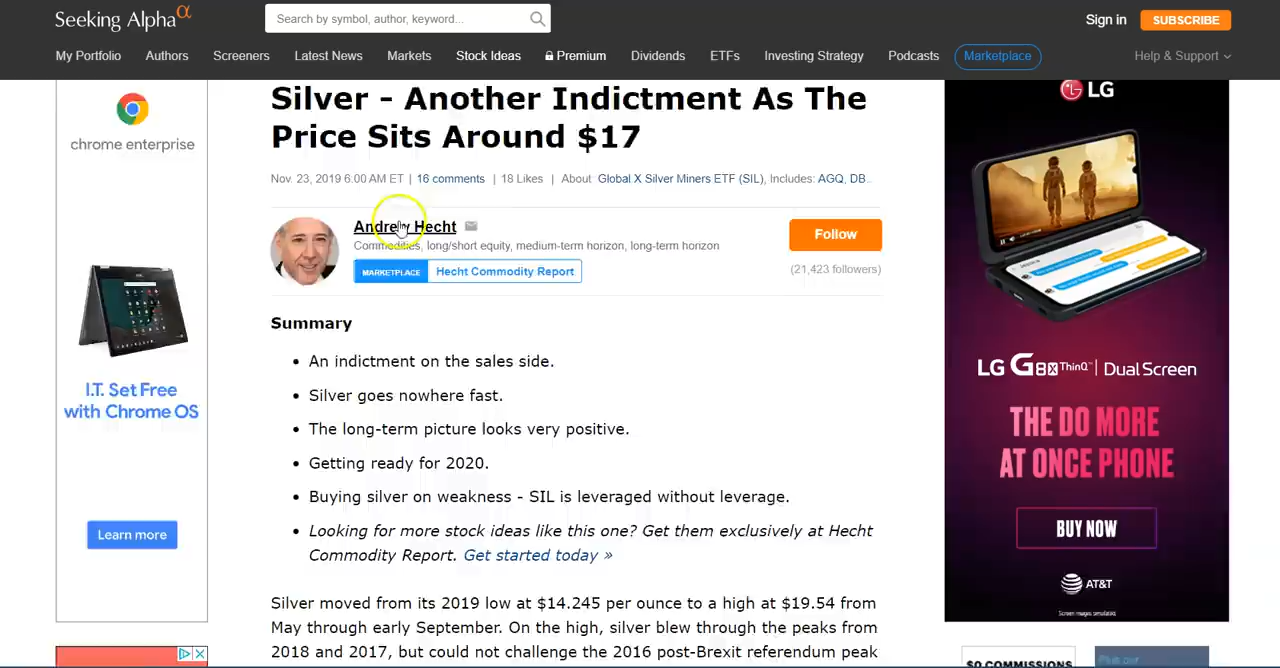 Seeking Alpha α
Search by symbol, author, keyword...
Sign in
SUBSCRIBE
My Portfolio Authors Screeners Latest News Markets Stock Ideas Premium Dividends ETFs Investing Strategy Podcasts Marketplace Help & Support
chrome enterprise
I.T. Set Free
with Chrome OS
Learn more
Silver - Another Indictment As The
Price Sits Around $17
Nov. 23, 2019 6:00 AM ET | 16 comments | 18 Likes | About Global X Silver Miners ETF (SIL), Includes: AGQ, DB..
Andrew Hecht
Commodities, long/short equity, medium-term horizon, long-term horizon
MARKETPLACE Hecht Commodity Report
Follow
(21,423 followers)
Summary
• An indictment on the sales side.
• Silver goes nowhere fast.
• The long-term picture looks very positive.
• Getting ready for 2020.
• Buying silver on weakness - SIL is leveraged without leverage.
• Looking for more stock ideas like this one? Get them exclusively at Hecht
Commodity Report. Get started today »
Silver moved from its 2019 low at $14.245 per ounce to a high at $19.54 from
May through early September. On the high, silver blew through the peaks from
2018 and 2017, but could not challenge the 2016 post-Brexit referendum peak
LG
LG G8X ThinQ™ | Dual Screen
THE DO MORE
AT ONCE PHONE
BUY NOW
AT&T
Screen images simulated.
$0 COMMISSIONS